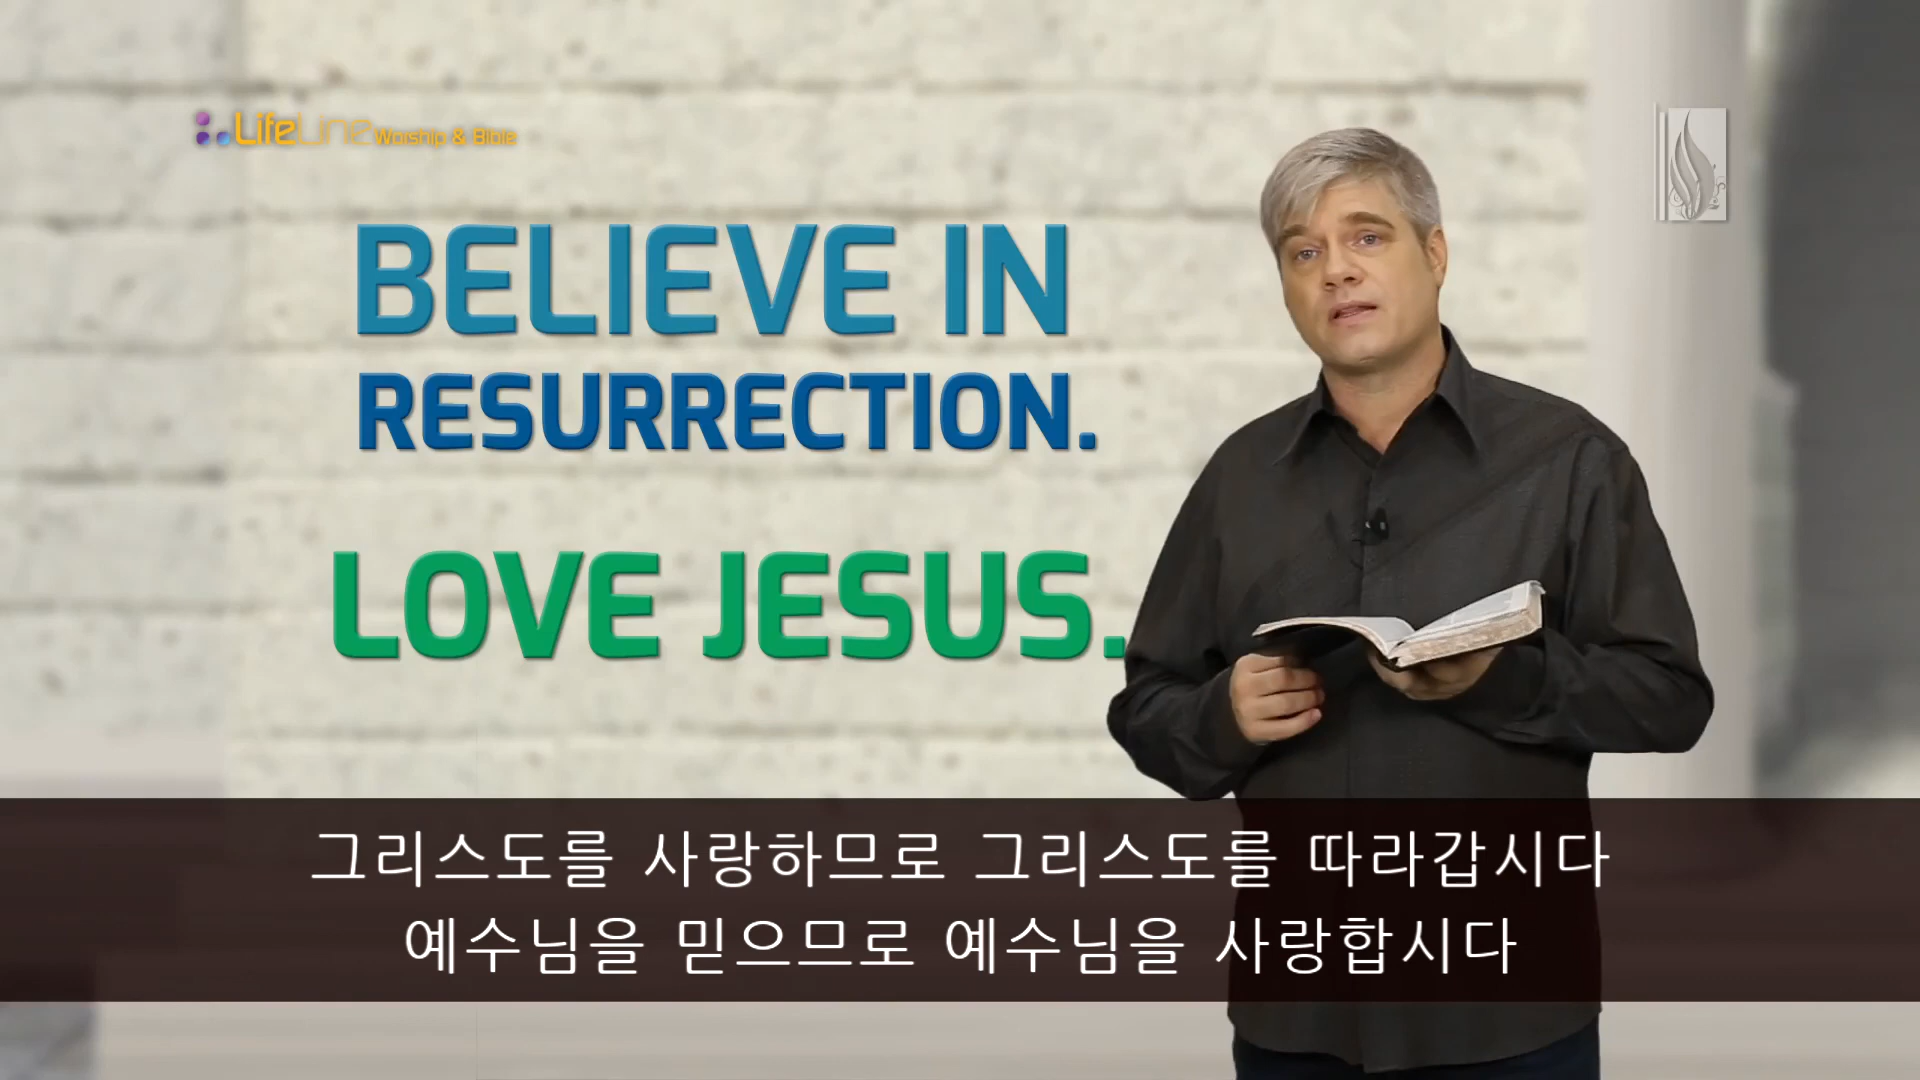 LifeLine Worship & Bible
BELIEVE IN
RESURRECTION.
LOVE JESUS.
그리스도를 사랑하므로 그리스도를 따라갑시다
예수님을 믿으므로 예수님을 사랑합시다